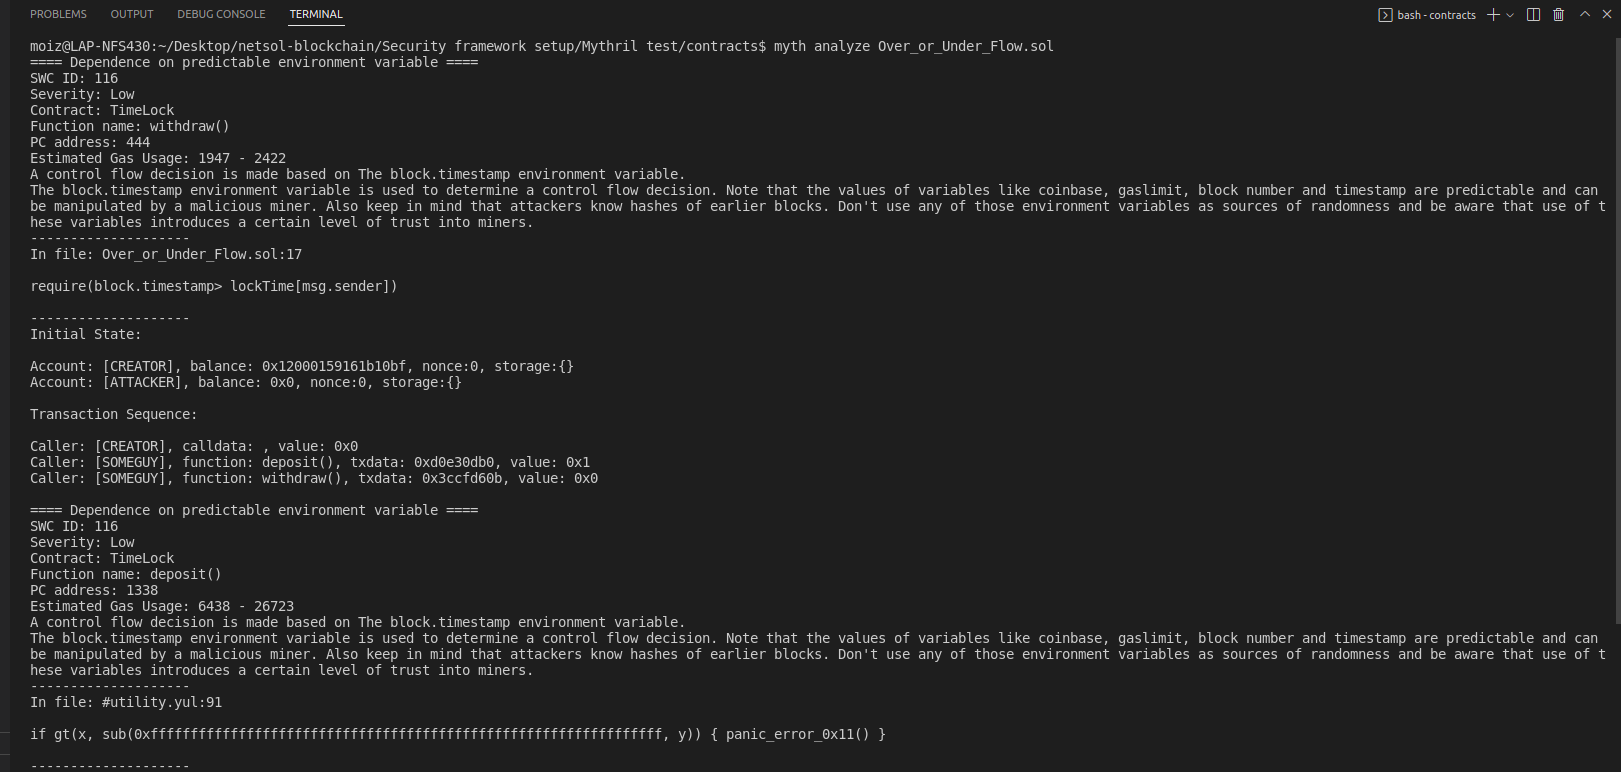 PROBLEMS OUTPUT DEBUG CONSOLE TERMINAL bash - contracts
moiz@LAP-NFS430:~/Desktop/netsol-blockchain/Security framework setup/Mythril test/contracts$ myth analyze Over_or_Under_Flow.sol
==== Dependence on predictable environment variable ====
SWC ID: 116
Severity: Low
Contract: TimeLock
Function name: withdraw()
PC address: 444
Estimated Gas Usage: 1947 - 2422
A control flow decision is made based on The block.timestamp environment variable.
The block.timestamp environment variable is used to determine a control flow decision. Note that the values of variables like coinbase, gaslimit, block number and timestamp are predictable and can
be manipulated by a malicious miner. Also keep in mind that attackers know hashes of earlier blocks. Don't use any of those environment variables as sources of randomness and be aware that use of t
hese variables introduces a certain level of trust into miners.
--------------------
In file: Over_or_Under_Flow.sol:17
require(block.timestamp> lockTime[msg.sender])
--------------------
Initial State:
Account: [CREATOR], balance: 0x12000159161b10bf, nonce:0, storage:{}
Account: [ATTACKER], balance: 0x0, nonce:0, storage:{}
Transaction Sequence:
Caller: [CREATOR], calldata: , value: 0x0
Caller: [SOMEGUY], function: deposit(), txdata: 0xd0e30db0, value: 0x1
Caller: [SOMEGUY], function: withdraw(), txdata: 0x3ccfd60b, value: 0x0
==== Dependence on predictable environment variable ====
SWC ID: 116
Severity: Low
Contract: TimeLock
Function name: deposit()
PC address: 1338
Estimated Gas Usage: 6438 - 26723
A control flow decision is made based on The block.timestamp environment variable.
The block.timestamp environment variable is used to determine a control flow decision. Note that the values of variables like coinbase, gaslimit, block number and timestamp are predictable and can
be manipulated by a malicious miner. Also keep in mind that attackers know hashes of earlier blocks. Don't use any of those environment variables as sources of randomness and be aware that use of t
hese variables introduces a certain level of trust into miners.
--------------------
In file: #utility.yul:91
if gt(x, sub(0xffffffffffffffffffffffffffffffffffffffffffffffffffffffffffffffff, y)) { panic_error_0x11() }
--------------------